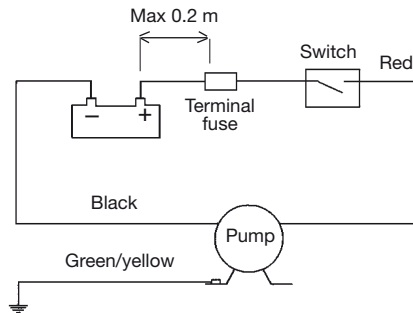 Max 0.2 m
Switch
Red
− +
Terminal
fuse
Black
Pump
Green/yellow